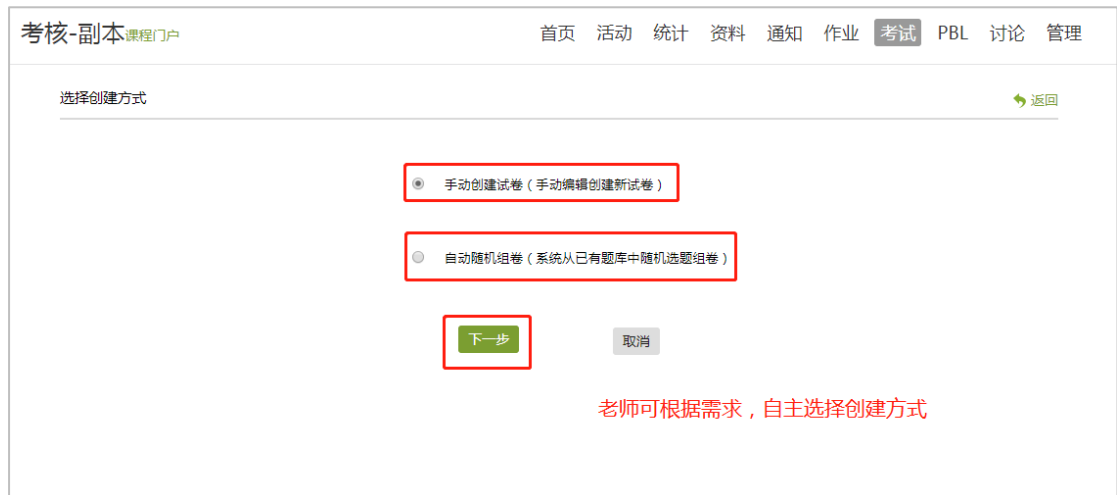 考核-副本课程门户 首页 活动 统计 资料 通知 作业 考试 PBL 讨论 管理
选择创建方式 返回
手动创建试卷（手动编辑创建新试卷）
自动随机组卷（系统从已有题库中随机选题组卷）
下一步 取消
老师可根据需求，自主选择创建方式